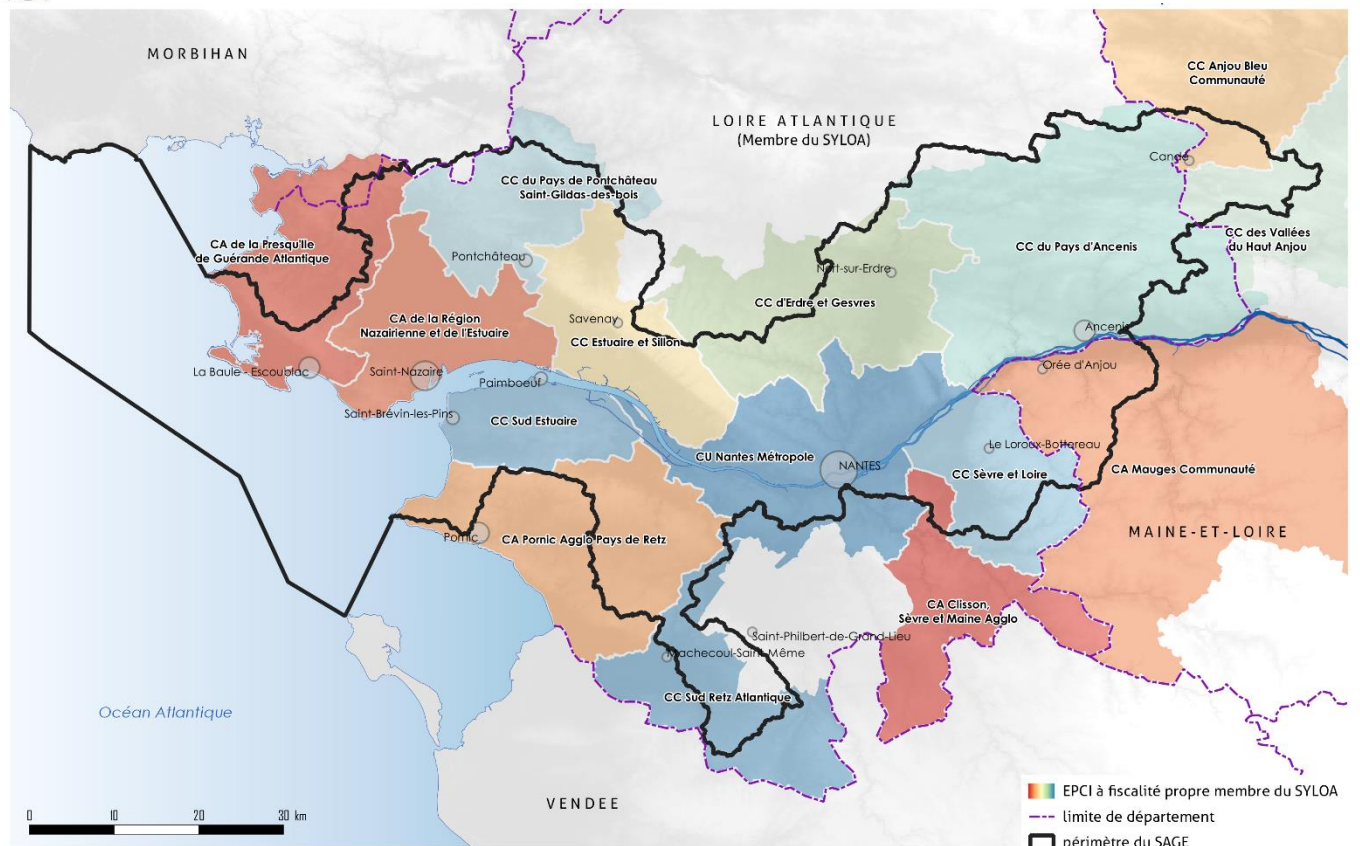 MORBIHAN
CC Anjou Bleu
Communauté
LOIRE ATLANTIQUE
(Membre du SYLOA)
Candé
CC du Pays de Pontchâteau
Saint-Gildas-des-bois
CA de la Presqu'île
de Guérande Atlantique
CC du Pays d'Ancenis
CC des Vallées
du Haut Anjou
Pontchâteau
Nort-sur-Erdre
CC d'Erdre et Gesvres
CA de la Région
Nazairienne et de l'Estuaire
Savenay
CC Estuaire et Sillon
Ancenis
La Baule - Escoublac
Saint-Nazaire
Paimboeuf
Orée d'Anjou
Saint-Brévin-les-Pins
CC Sud Estuaire
Le Loroux-Bottereau
CU Nantes Métropole
NANTES
CC Sèvre et Loire
CA Mauges Communauté
Pornic
CA Pornic Agglo Pays de Retz
MAINE-ET-LOIRE
CA Clisson,
Sèvre et Maine Agglo
Saint-Philbert-de-Grand-Lieu
Machecoul-Saint-Même
CC Sud Retz Atlantique
Océan Atlantique
VENDEE
0 10 20 30 km
EPCI à fiscalité propre membre du SYLOA
limite de département
périmètre du SAGE